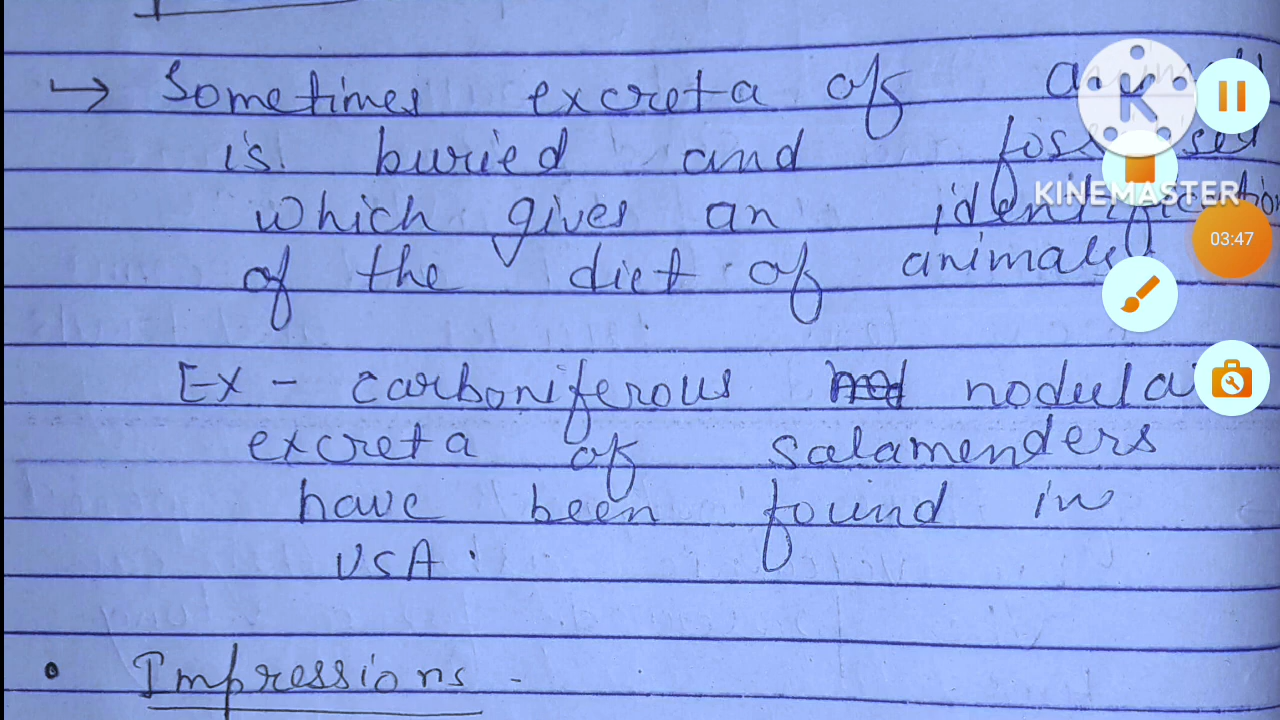 → Sometimes excreta of
is buried and
which gives an
of the diet of animals
Ex - carboniferous nodular
excreta of salamenders
have been found in
USA.
• Impressions -
K
KINEMASTER
03:47